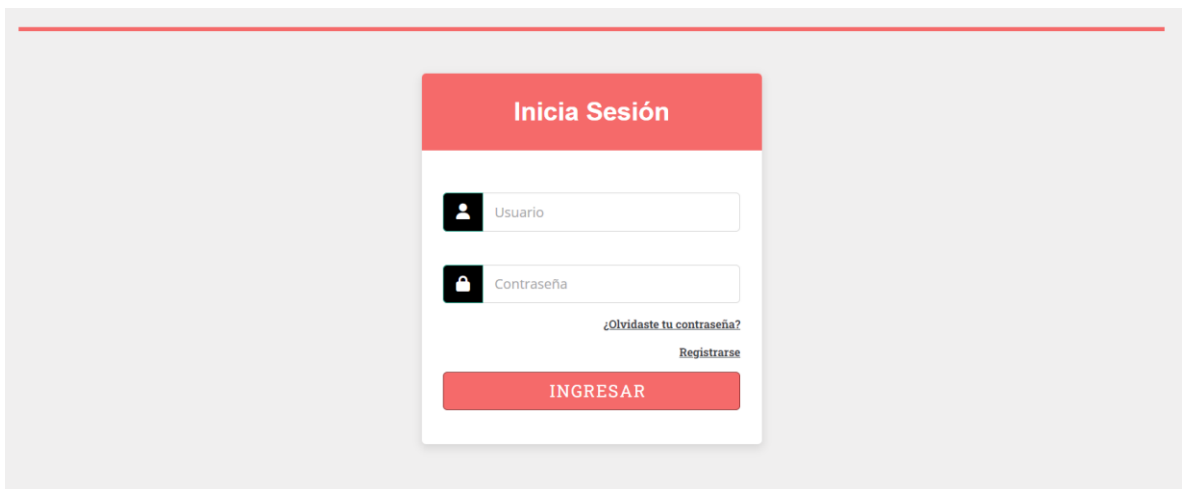 Inicia Sesión
Usuario
Contraseña
¿Olvidaste tu contraseña?
Registrarse
INGRESAR